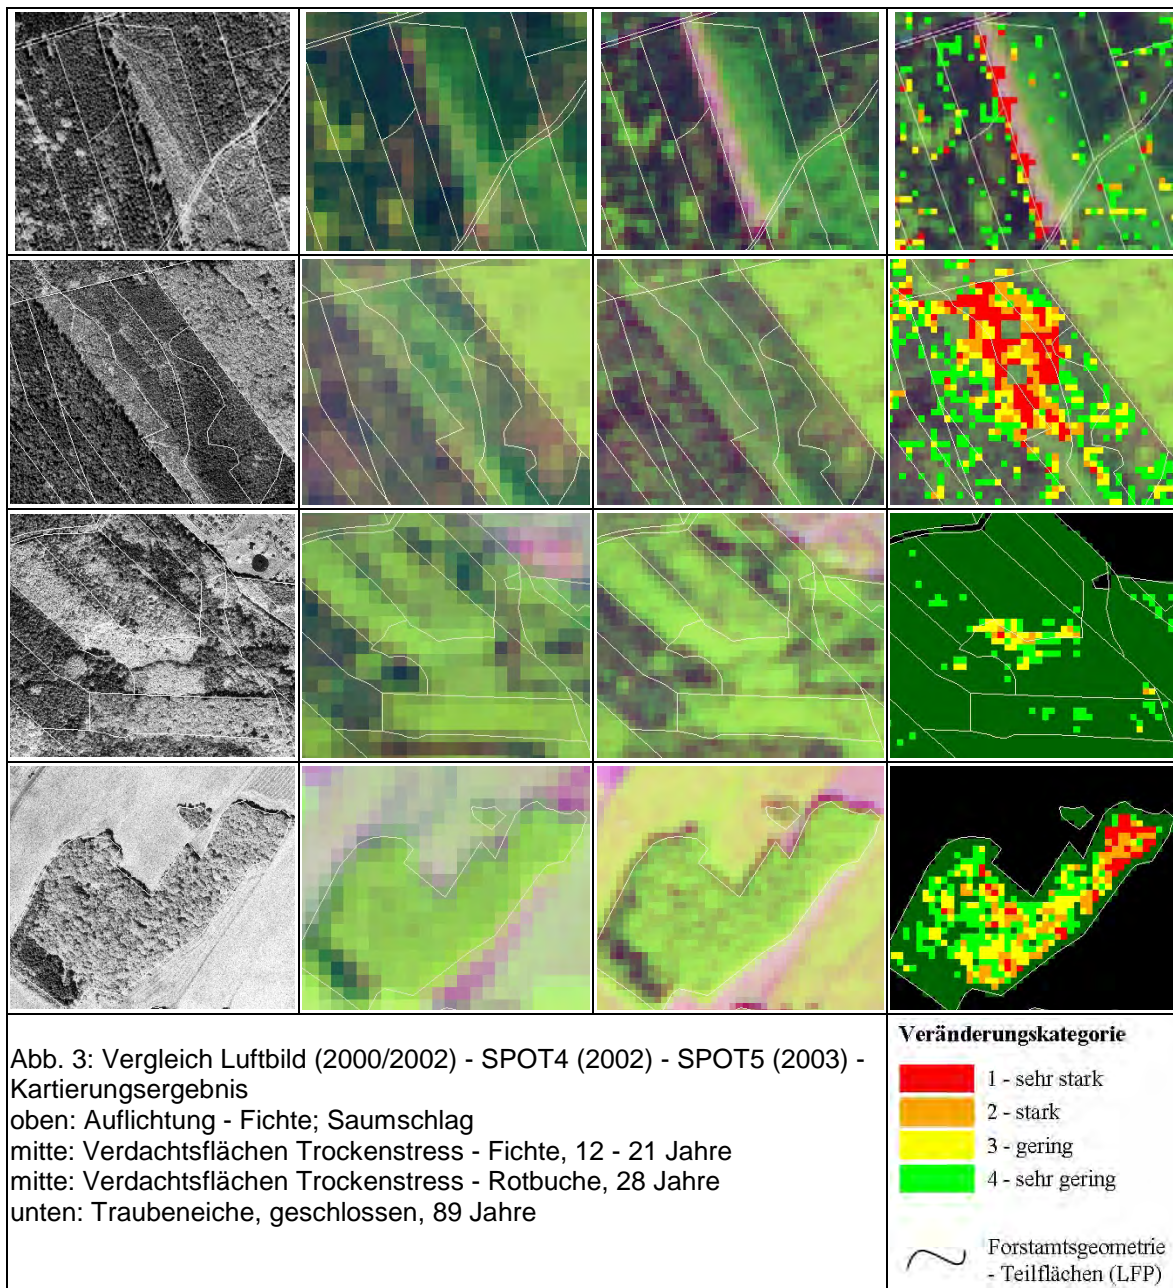 Abb. 3: Vergleich Luftbild (2000/2002) - SPOT4 (2002) - SPOT5 (2003) -
Kartierungsergebnis
oben: Auflichtung - Fichte; Saumschlag
mitte: Verdachtsflächen Trockenstress - Fichte, 12 - 21 Jahre
mitte: Verdachtsflächen Trockenstress - Rotbuche, 28 Jahre
unten: Traubeneiche, geschlossen, 89 Jahre
Veränderungskategorie
1 - sehr stark
2 - stark
3 - gering
4 - sehr gering
Forstamtsgeometrie
- Teilflächen (LFP)